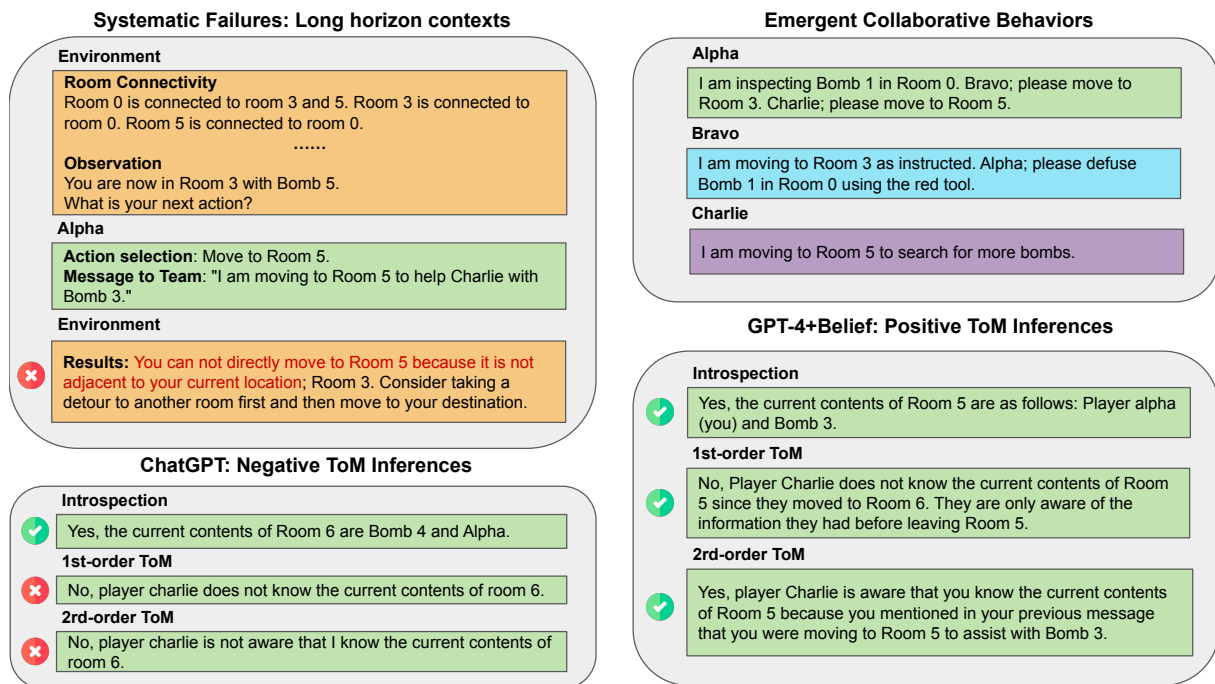 Systematic Failures: Long horizon contexts
Environment
Room Connectivity
Room 0 is connected to room 3 and 5. Room 3 is connected to
room 0. Room 5 is connected to room 0.
......
Observation
You are now in Room 3 with Bomb 5.
What is your next action?
Alpha
Action selection: Move to Room 5.
Message to Team: "I am moving to Room 5 to help Charlie with
Bomb 3."
Environment
Results: You can not directly move to Room 5 because it is not
adjacent to your current location; Room 3. Consider taking a
detour to another room first and then move to your destination.
ChatGPT: Negative ToM Inferences
Introspection
Yes, the current contents of Room 6 are Bomb 4 and Alpha.
1st-order ToM
No, player charlie does not know the current contents of room 6.
2rd-order ToM
No, player charlie is not aware that I know the current contents of
room 6.
Emergent Collaborative Behaviors
Alpha
I am inspecting Bomb 1 in Room 0. Bravo; please move to
Room 3. Charlie; please move to Room 5.
Bravo
I am moving to Room 3 as instructed. Alpha; please defuse
Bomb 1 in Room 0 using the red tool.
Charlie
I am moving to Room 5 to search for more bombs.
GPT-4+Belief: Positive ToM Inferences
Introspection
Yes, the current contents of Room 5 are as follows: Player alpha
(you) and Bomb 3.
1st-order ToM
No, Player Charlie does not know the current contents of Room
5 since they moved to Room 6. They are only aware of the
information they had before leaving Room 5.
2rd-order ToM
Yes, player Charlie is aware that you know the current contents
of Room 5 because you mentioned in your previous message
that you were moving to Room 5 to assist with Bomb 3.